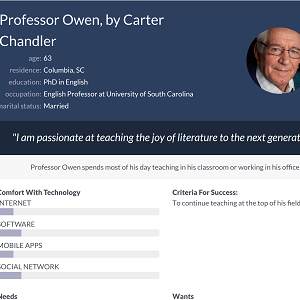 Professor Owen, by Carter
Chandler
age: 63
residence: Columbia, SC
education: PhD in English
occupation: English Professor at University of South Carolina
marital status: Married
"I am passionate at teaching the joy of literature to the next generat
Professor Owen spends most of his day teaching in his classroom or working in his office
Comfort With Technology
INTERNET
SOFTWARE
MOBILE APPS
SOCIAL NETWORK
Criteria For Success:
To continue teaching at the top of his field
Needs
Wants